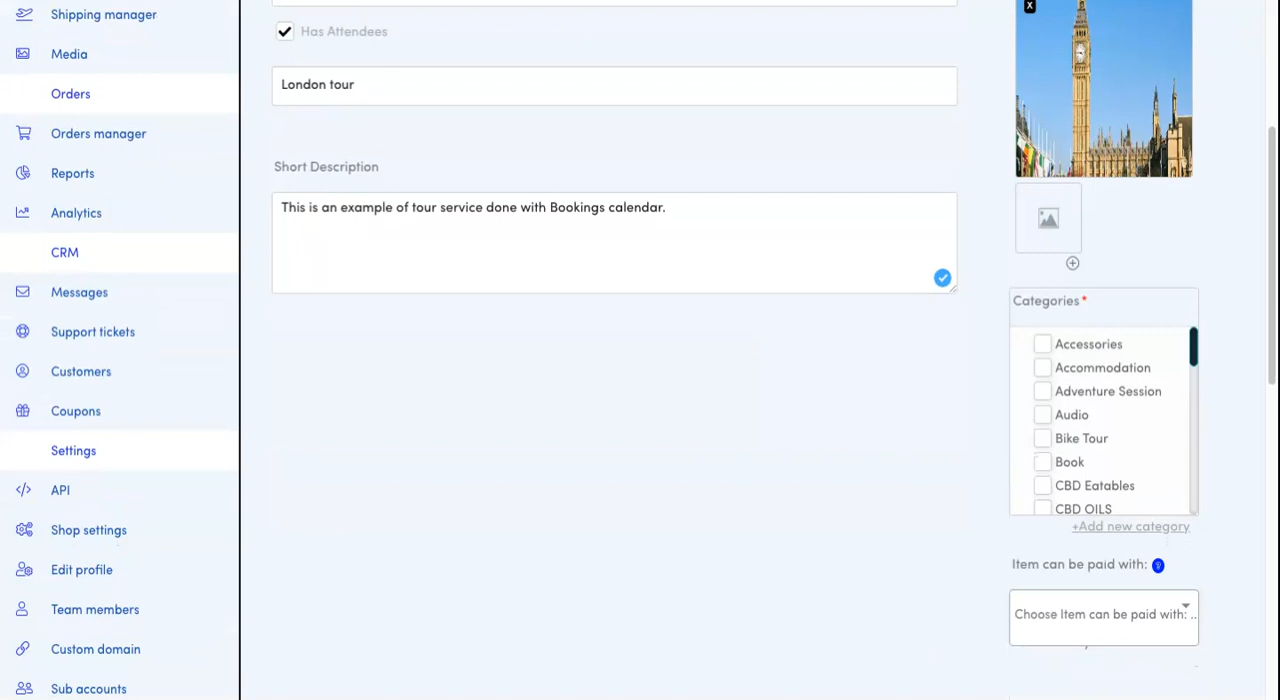 Shipping manager
Media
Orders
Orders manager
Reports
Analytics
CRM
Messages
Support tickets
Customers
Coupons
Settings
API
Shop settings
Edit profile
Team members
Custom domain
Sub accounts
Has Attendees
London tour
Short Description
This is an example of tour service done with Bookings calendar.
X
Categories*
Accessories
Accommodation
Adventure Session
Audio
Bike Tour
Book
CBD Eatables
CBD OILS
+Add new category
Item can be paid with: ?
Choose Item can be paid with: ..